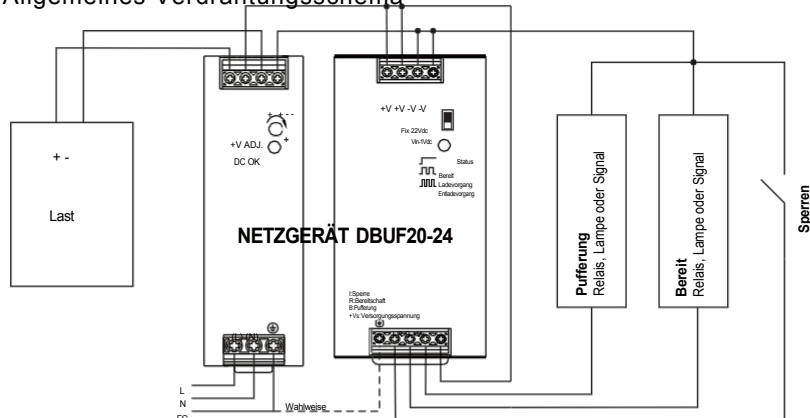 Allgemeines Verdrahtungsschema
+ -
Last
+ + - -
+V ADJ.
+
DC OK
+V +V -V -V
Fix 22Vdc
Vin-1Vdc
Status
Bereit
Ladevorgang
Entladevorgang
NETZGERÄT DBUF20-24
I:Sperre
R:Bereitschaft
B:Pufferung
+Vs:Versorgungsspannung
(L) (N)
L
N
FG
Wahlweise
Pufferung
Relais, Lampe oder Signal
Bereit
Relais, Lampe oder Signal
Sperren